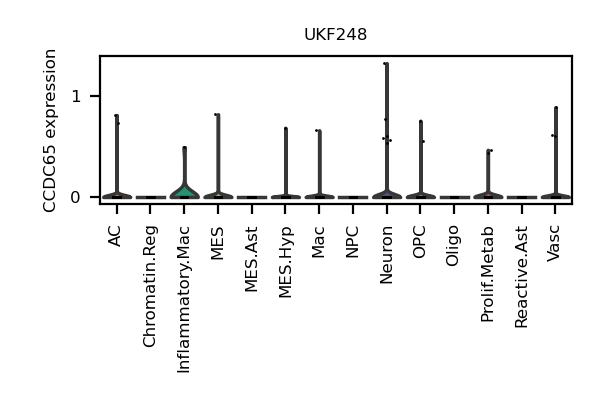 UKF248
CCDC65 expression
1
0
AC
Chromatin.Reg
Inflammatory.Mac
MES
MES.Ast
MES.Hyp
Mac
NPC
Neuron
OPC
Oligo
Prolif.Metab
Reactive.Ast
Vasc